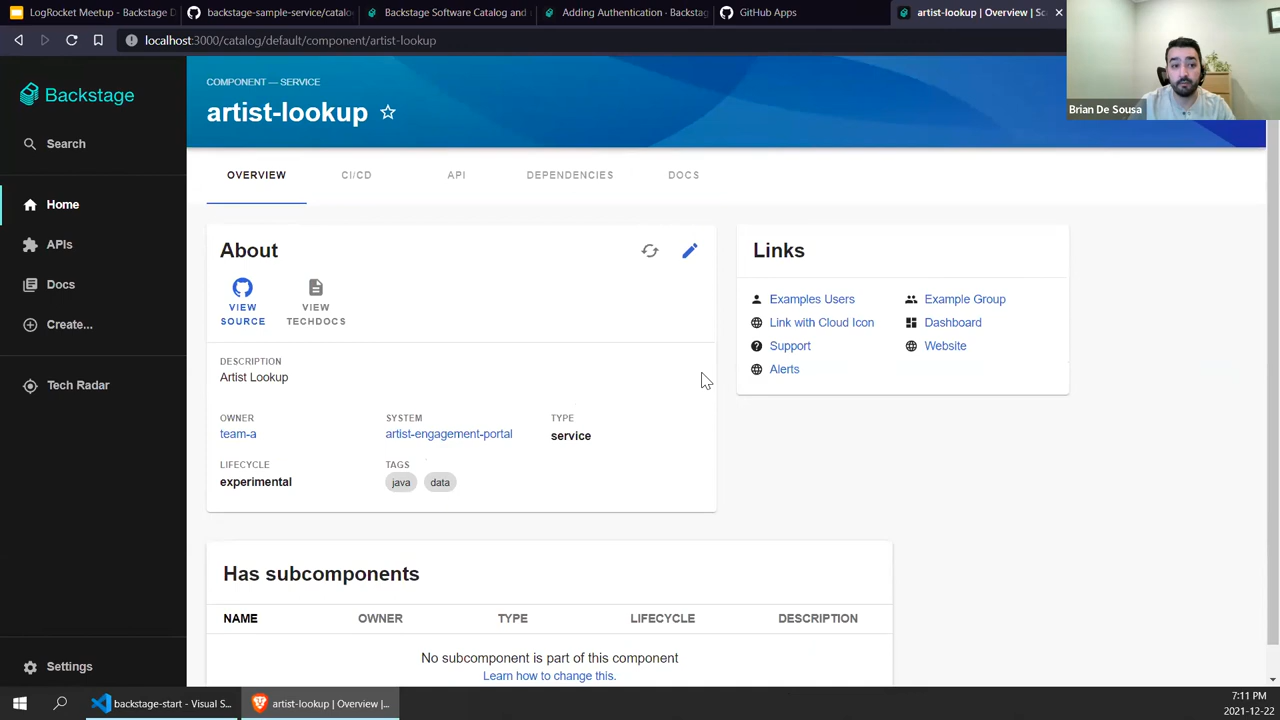 LogRocket Meetup - Backstage D
backstage-sample-service/catalo
Backstage Software Catalog and
Adding Authentication · Backstag
GitHub Apps
artist-lookup | Overview | Sc
localhost:3000/catalog/default/component/artist-lookup
Brian De Sousa
Backstage
Search
Home
APIs
Docs
Create...
Tech Radar
Settings
COMPONENT — SERVICE
artist-lookup
OVERVIEW
CI/CD
API
DEPENDENCIES
DOCS
About
VIEW
SOURCE
VIEW
TECHDOCS
DESCRIPTION
Artist Lookup
OWNER
team-a
SYSTEM
artist-engagement-portal
TYPE
service
LIFECYCLE
experimental
TAGS
java
data
Links
Examples Users
Example Group
Link with Cloud Icon
Dashboard
Support
Website
Alerts
Has subcomponents
NAME
OWNER
TYPE
LIFECYCLE
DESCRIPTION
No subcomponent is part of this component
Learn how to change this.
backstage-start - Visual S...
artist-lookup | Overview |...
7:11 PM
2021-12-22